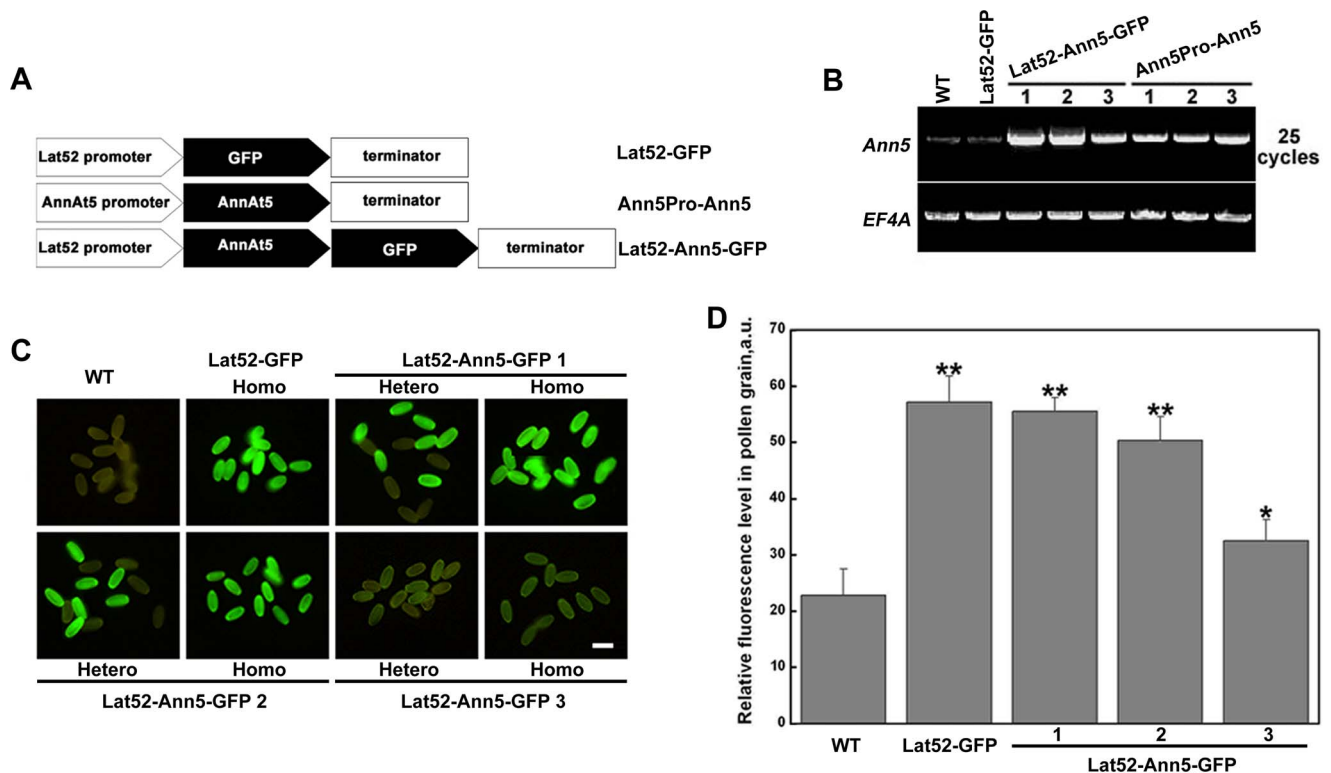 A
Lat52 promoter GFP terminator Lat52-GFP
AnnAt5 promoter AnnAt5 terminator Ann5Pro-Ann5
Lat52 promoter AnnAt5 GFP terminator Lat52-Ann5-GFP
B
WT Lat52-GFP Lat52-Ann5-GFP Ann5Pro-Ann5
1 2 3 1 2 3
Ann5 25 cycles
EF4A
C
WT Lat52-GFP Lat52-Ann5-GFP 1
Homo Hetero Homo
Hetero Homo Hetero Homo
Lat52-Ann5-GFP 2 Lat52-Ann5-GFP 3
D
Relative fluorescence level in pollen grain,a.u.
70
60
50
40
30
20
10
0
** ** ** *
WT Lat52-GFP 1 2 3
Lat52-Ann5-GFP